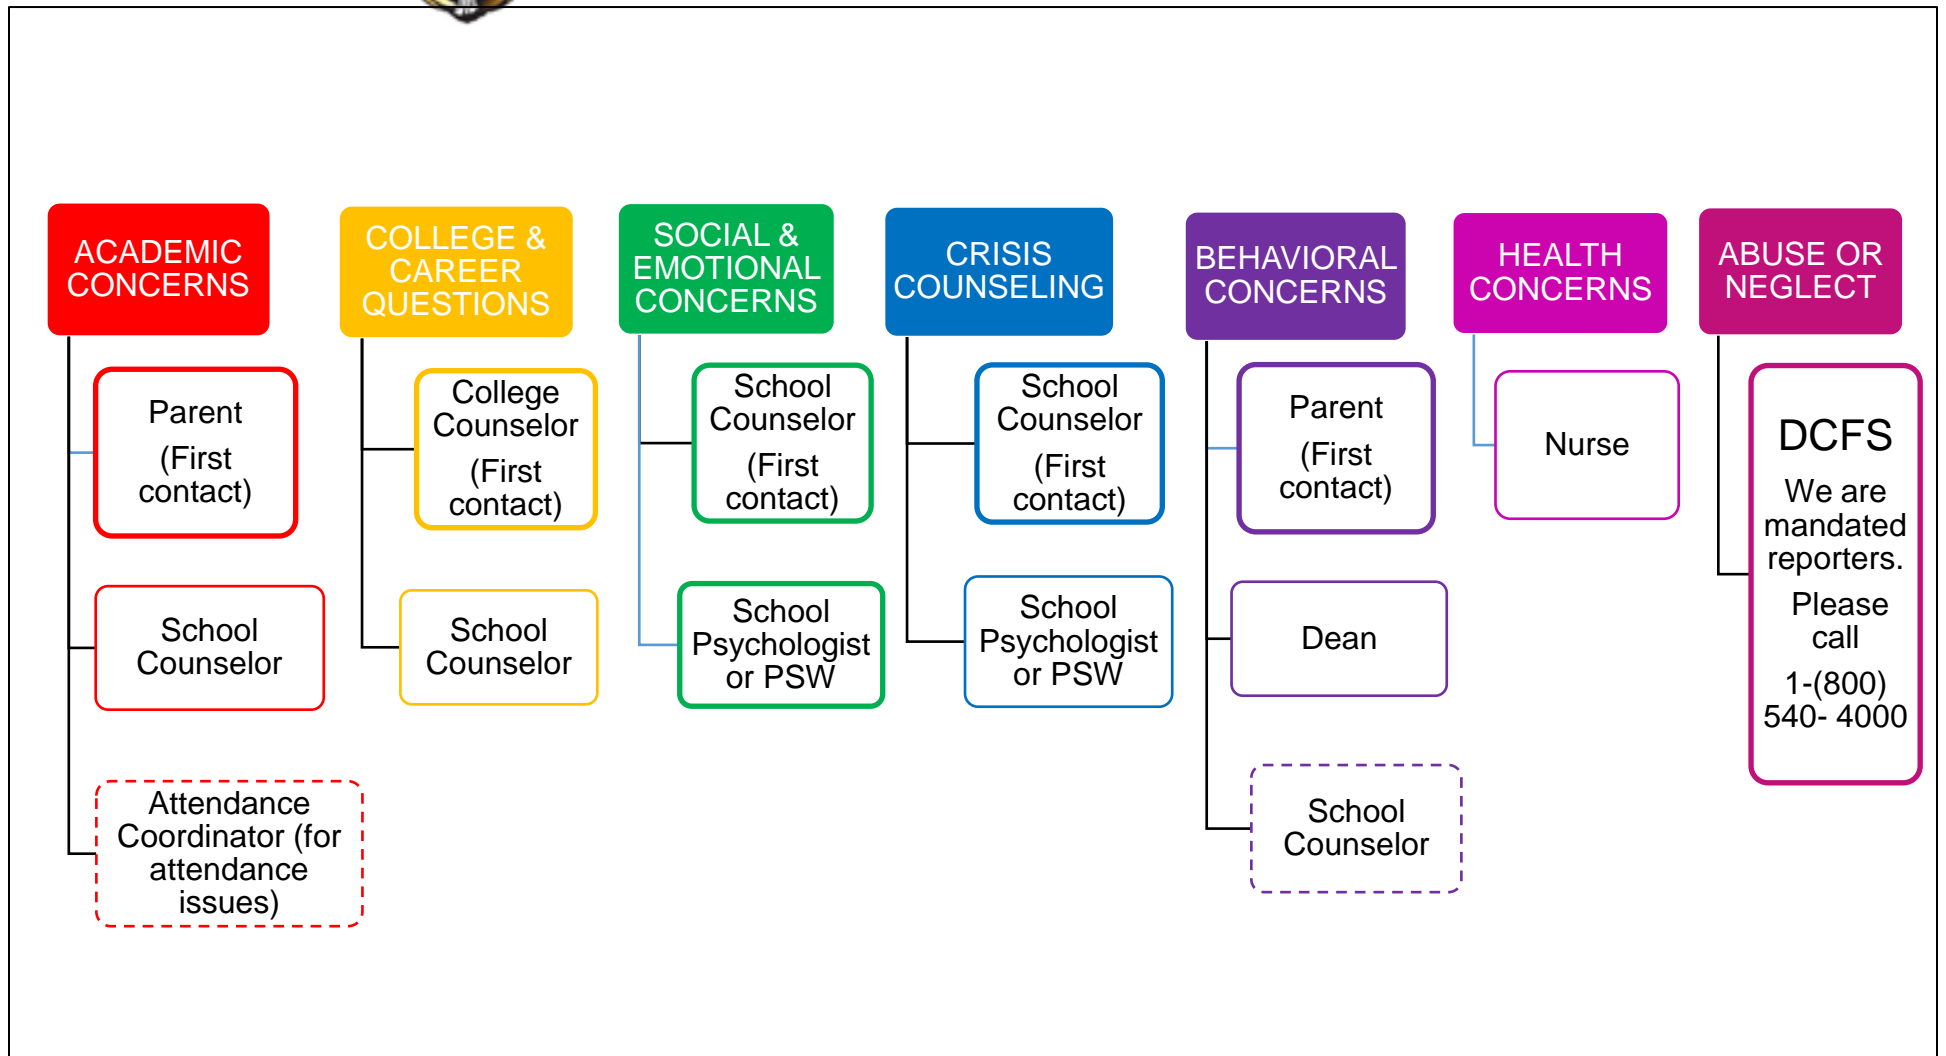 ACADEMIC
CONCERNS
Parent
(First
contact)
School
Counselor
Attendance
Coordinator (for
attendance
issues)
COLLEGE &
CAREER
QUESTIONS
College
Counselor
(First
contact)
School
Counselor
SOCIAL &
EMOTIONAL
CONCERNS
School
Counselor
(First
contact)
School
Psychologist
or PSW
CRISIS
COUNSELING
School
Counselor
(First
contact)
School
Psychologist
or PSW
BEHAVIORAL
CONCERNS
Parent
(First
contact)
Dean
School
Counselor
HEALTH
CONCERNS
Nurse
ABUSE OR
NEGLECT
DCFS
We are
mandated
reporters.
Please
call
1-(800)
540- 4000